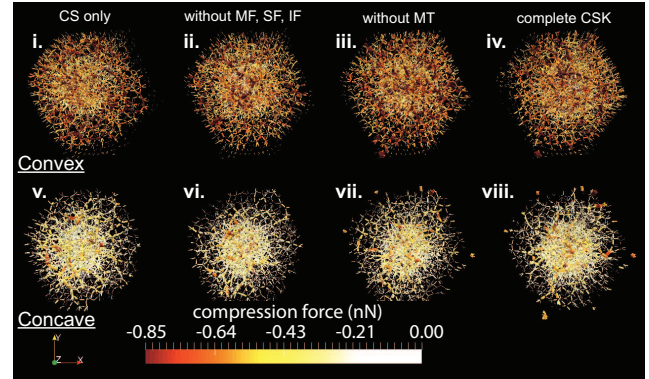 CS only
without MF, SF, IF
without MT
complete CSK
i.
ii.
iii.
iv.
Convex
v.
vi.
vii.
viii.
Concave
compression force (nN)
-0.85 -0.64 -0.43 -0.21 0.00
Y
Z X